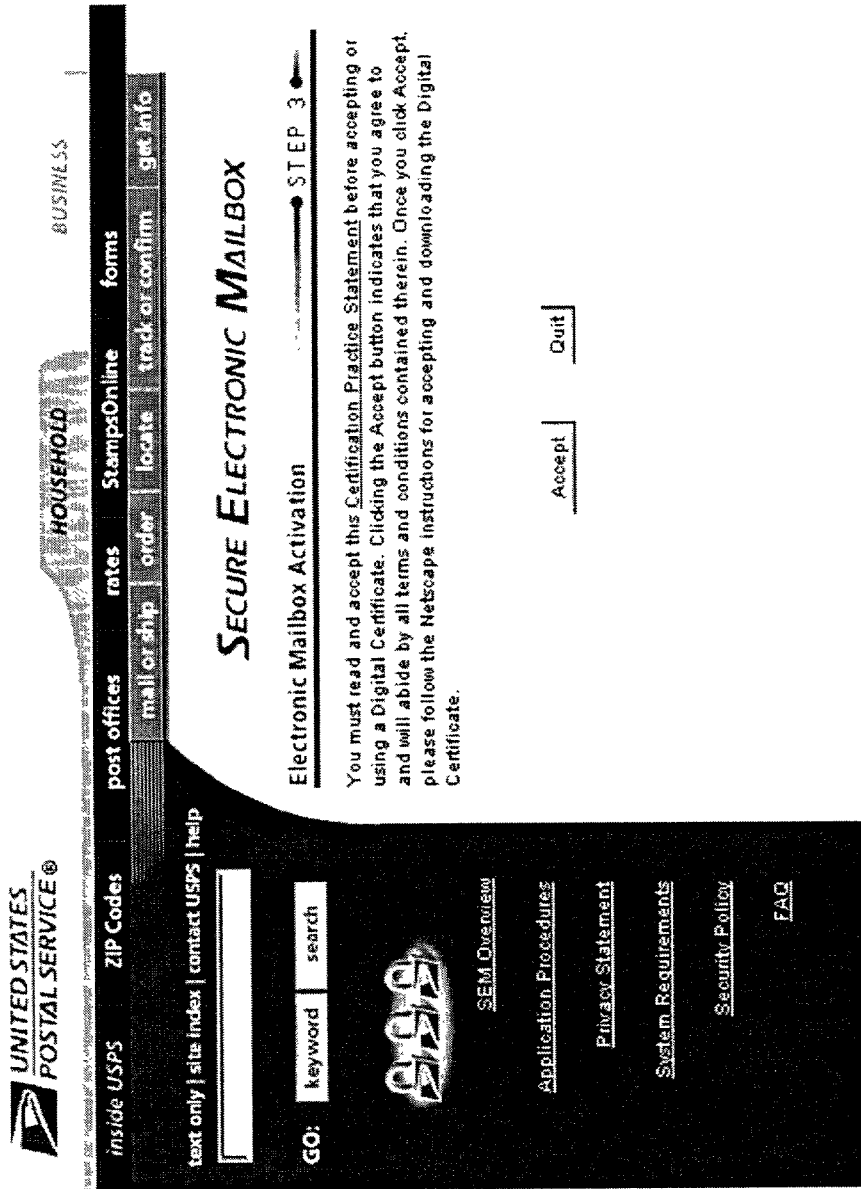 UNITED STATES
POSTAL SERVICE ®
HOUSEHOLD
BUSINESS
inside USPS
ZIP Codes
post offices
rates
StampsOnline
forms
mail or ship
order
locate
track or confirm
get info
text only | site index | contact USPS | help
GO:
keyword
search
SEM Overview
Application Procedures
Privacy Statement
System Requirements
Security Policy
FAQ
SECURE ELECTRONIC MAILBOX
Electronic Mailbox Activation
STEP 3
You must read and accept this Certification Practice Statement before accepting or
using a Digital Certificate. Clicking the Accept button indicates that you agree to
and will abide by all terms and conditions contained therein. Once you click Accept,
please follow the Netscape instructions for accepting and downloading the Digital
Certificate.
Accept
Quit